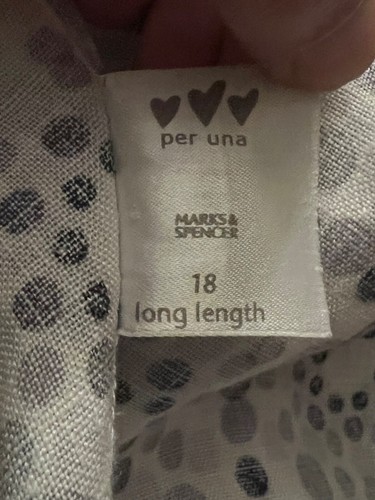 per una
MARKS&
SPENCER
18
long length